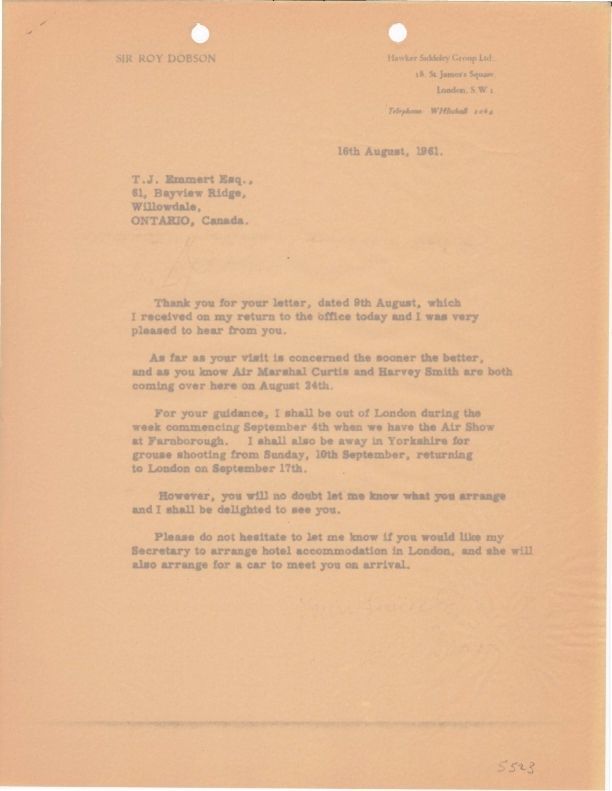 SIR ROY DOBSON
Hawker Siddeley Group Ltd.
18, St. James's Square
London, S.W.1
Telephone WHItehall 2064
16th August, 1961.
T.J. Emmert Esq.,
61, Bayview Ridge,
Willowdale,
ONTARIO, Canada.
Thank you for your letter, dated 9th August, which
I received on my return to the office today and I was very
pleased to hear from you.
As far as your visit is concerned the sooner the better,
and as you know Air Marshal Curtis and Harvey Smith are both
coming over here on August 24th.
For your guidance, I shall be out of London during the
week commencing September 4th when we have the Air Show
at Farnborough. I shall also be away in Yorkshire for
grouse shooting from Sunday, 10th September, returning
to London on September 17th.
However, you will no doubt let me know what you arrange
and I shall be delighted to see you.
Please do not hesitate to let me know if you would like my
Secretary to arrange hotel accommodation in London, and she will
also arrange for a car to meet you on arrival.
5523